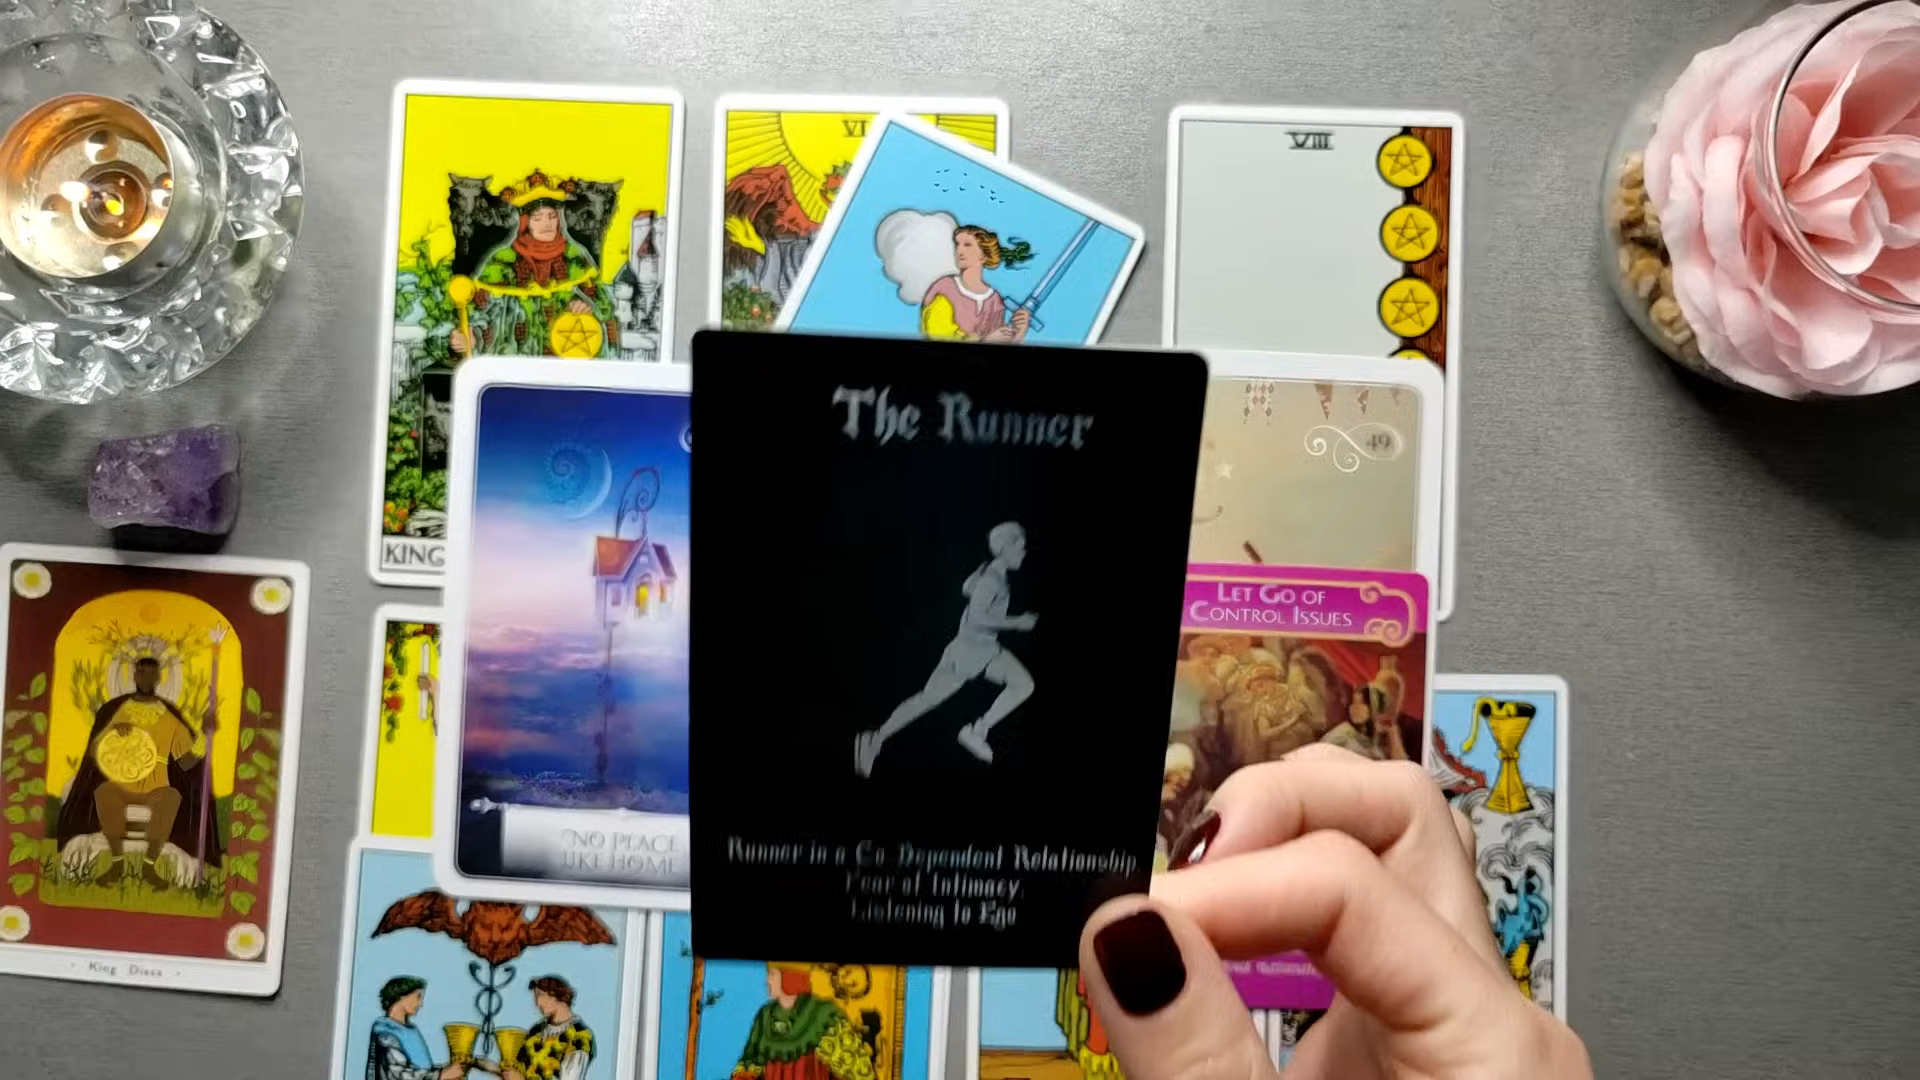 VI
VIII
The Runner
49
KING
LET GO OF
CONTROL ISSUES
"NO PLACE
LIKE HOME
Runner in a Co-Dependent Relationship,
Fear of Intimacy,
Listening to Ego
King Discs